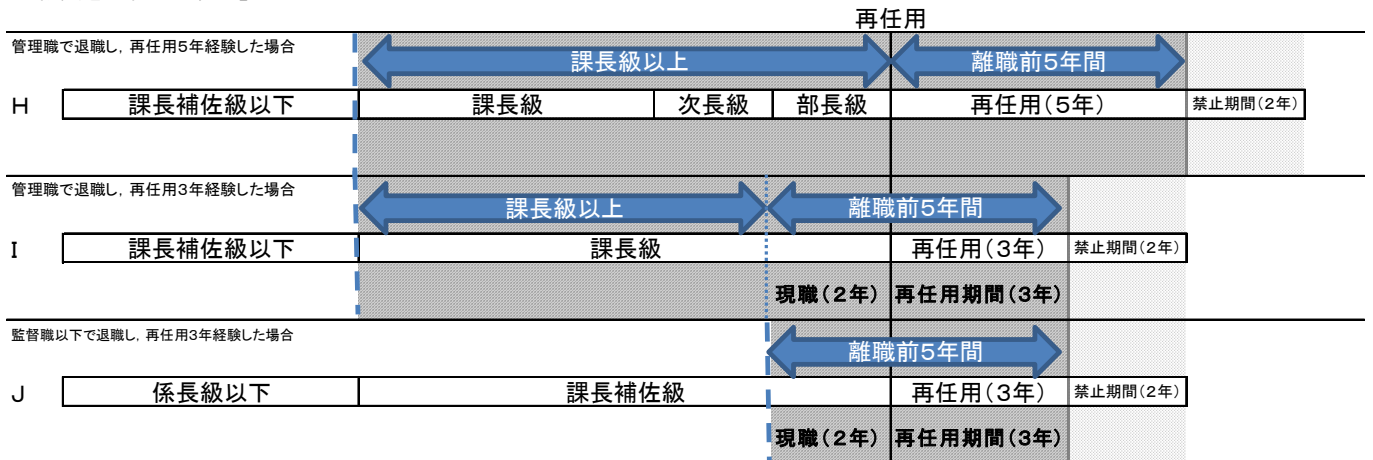 再任用
管理職で退職し，再任用5年経験した場合
課長級以上
離職前5年間
H
課長補佐級以下
課長級
次長級
部長級
再任用（5年）
禁止期間（2年）
管理職で退職し，再任用3年経験した場合
課長級以上
離職前5年間
I
課長補佐級以下
課長級
再任用（3年）
禁止期間（2年）
現職（2年）
再任用期間（3年）
監督職以下で退職し，再任用3年経験した場合
離職前5年間
J
係長級以下
課長補佐級
再任用（3年）
禁止期間（2年）
現職（2年）
再任用期間（3年）